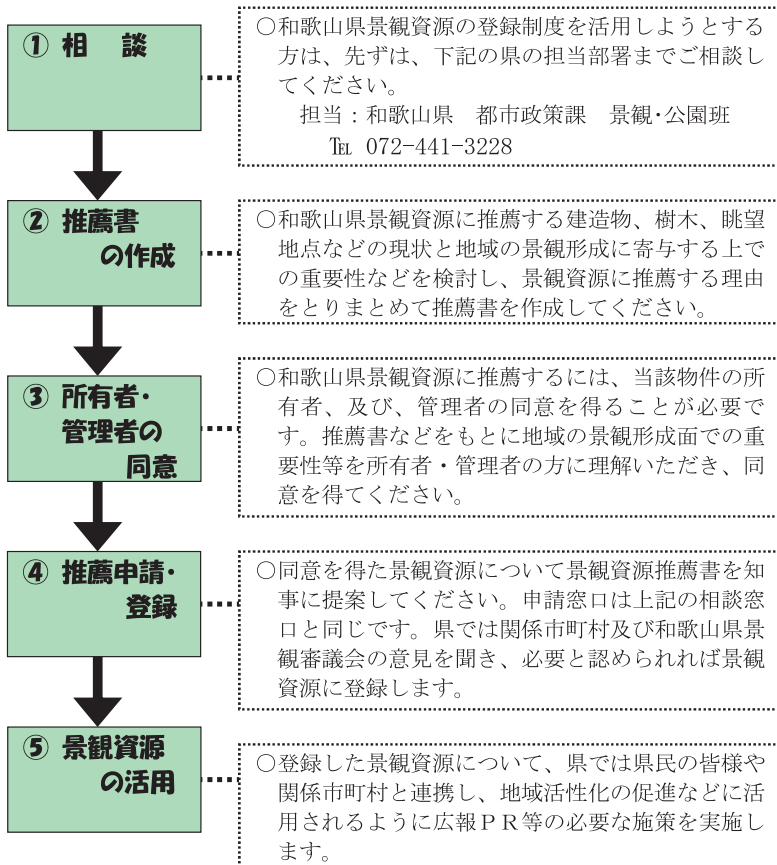 ① 相　談
○和歌山県景観資源の登録制度を活用しようとする
方は、先ずは、下記の県の担当部署までご相談し
てください。
担当：和歌山県　都市政策課　景観･公園班
℡ 072-441-3228
② 推薦書
の作成
○和歌山県景観資源に推薦する建造物、樹木、眺望
地点などの現状と地域の景観形成に寄与する上で
の重要性などを検討し、景観資源に推薦する理由
をとりまとめて推薦書を作成してください。
③ 所有者・
管理者の
同意
○和歌山県景観資源に推薦するには、当該物件の所
有者、及び、管理者の同意を得ることが必要で
す。推薦書などをもとに地域の景観形成面での重
要性等を所有者・管理者の方に理解いただき、同
意を得てください。
④ 推薦申請・
登録
○同意を得た景観資源について景観資源推薦書を知
事に提案してください。申請窓口は上記の相談窓
口と同じです。県では関係市町村及び和歌山県景
観審議会の意見を聞き、必要と認められれば景観
資源に登録します。
⑤ 景観資源
の活用
○登録した景観資源について、県では県民の皆様や
関係市町村と連携し、地域活性化の促進などに活
用されるように広報ＰＲ等の必要な施策を実施し
ます。